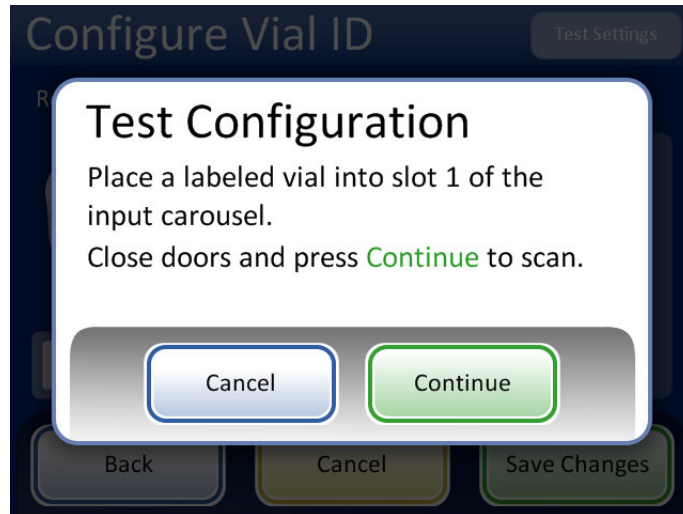 Configure Vial ID
Test Settings
Test Configuration
Place a labeled vial into slot 1 of the
input carousel.
Close doors and press Continue to scan.
Cancel
Continue
Back
Cancel
Save Changes